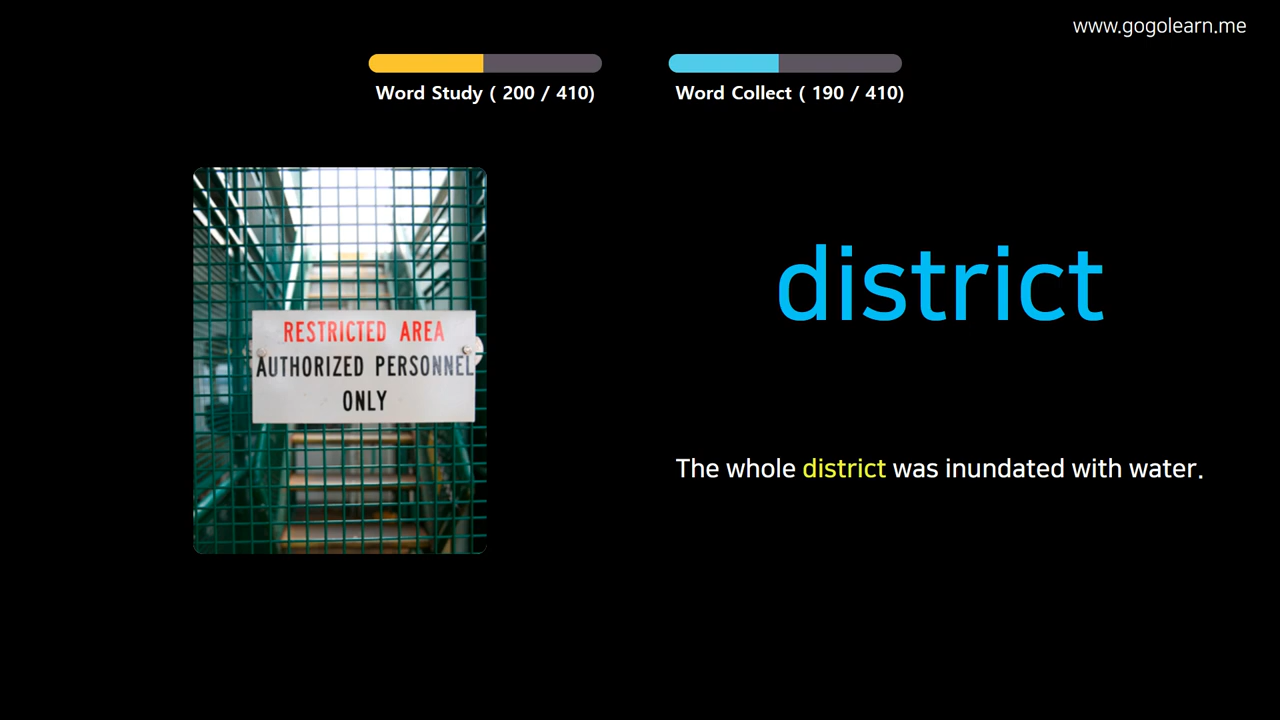 www.gogolearn.me
Word Study ( 200 / 410)
Word Collect ( 190 / 410)
RESTRICTED AREA
AUTHORIZED PERSONNEL
ONLY
district
The whole district was inundated with water.